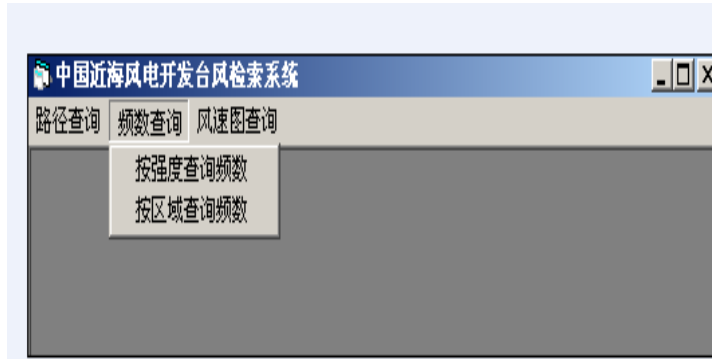 中国近海风电开发台风检索系统
路径查询 频数查询 风速图查询
按强度查询频数
按区域查询频数